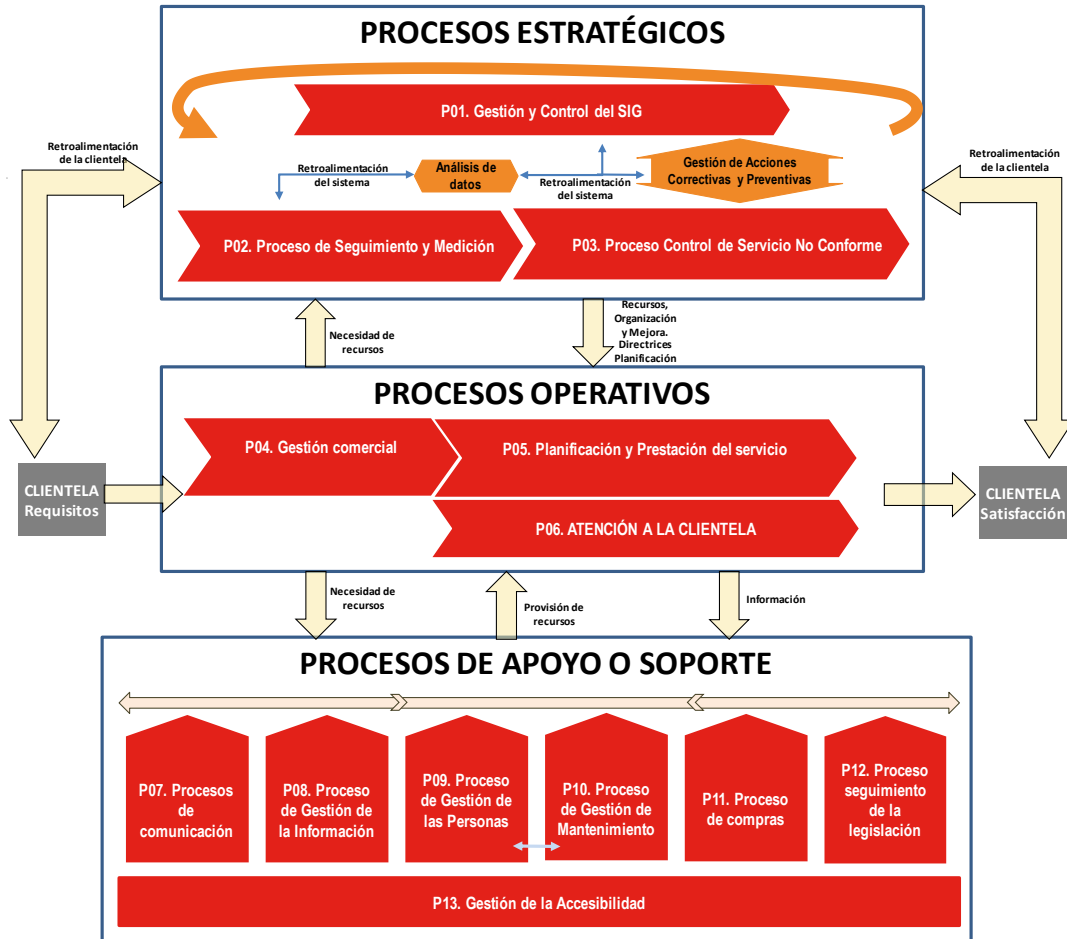 PROCESOS ESTRATÉGICOS
P01. Gestión y Control del SIG
Retroalimentación
de la clientela
Retroalimentación
del sistema
Análisis de
datos
Retroalimentación
del sistema
Gestión de Acciones
Correctivas y Preventivas
Retroalimentación
de la clientela
P02. Proceso de Seguimiento y Medición
P03. Proceso Control de Servicio No Conforme
Necesidad de
recursos
Recursos,
Organización
y Mejora.
Directrices
Planificación
PROCESOS OPERATIVOS
P04. Gestión comercial
P05. Planificación y Prestación del servicio
CLIENTELA
Requisitos
P06. ATENCIÓN A LA CLIENTELA
CLIENTELA
Satisfacción
Necesidad de
recursos
Provisión de
recursos
Información
PROCESOS DE APOYO O SOPORTE
P07. Procesos
de
comunicación
P08. Proceso
de Gestión de
la Información
P09. Proceso
de Gestión de
las Personas
P10. Proceso
de Gestión de
Mantenimiento
P11. Proceso
de compras
P12. Proceso
seguimiento
de la
legislación
P13. Gestión de la Accesibilidad